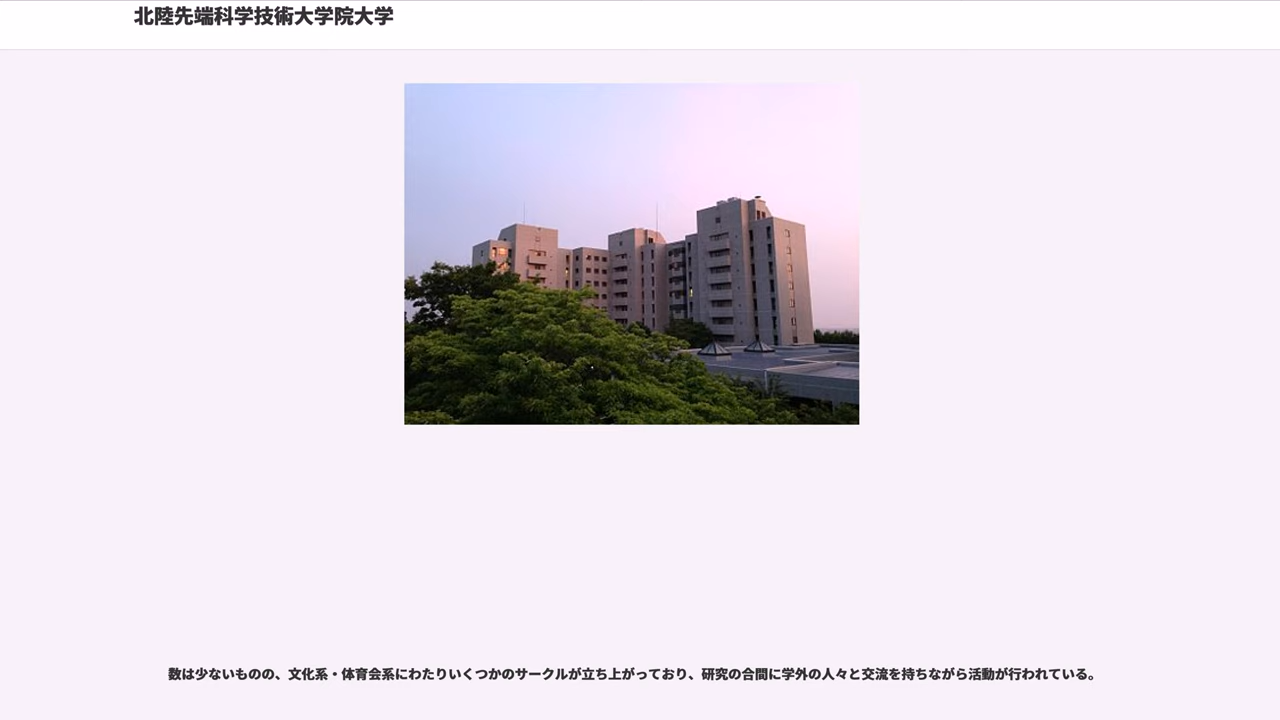 北陸先端科学技術大学院大学
数は少ないものの、文化系・体育会系にわたりいくつかのサークルが立ち上がっており、研究の合間に学外の人々と交流を持ちながら活動が行われている。